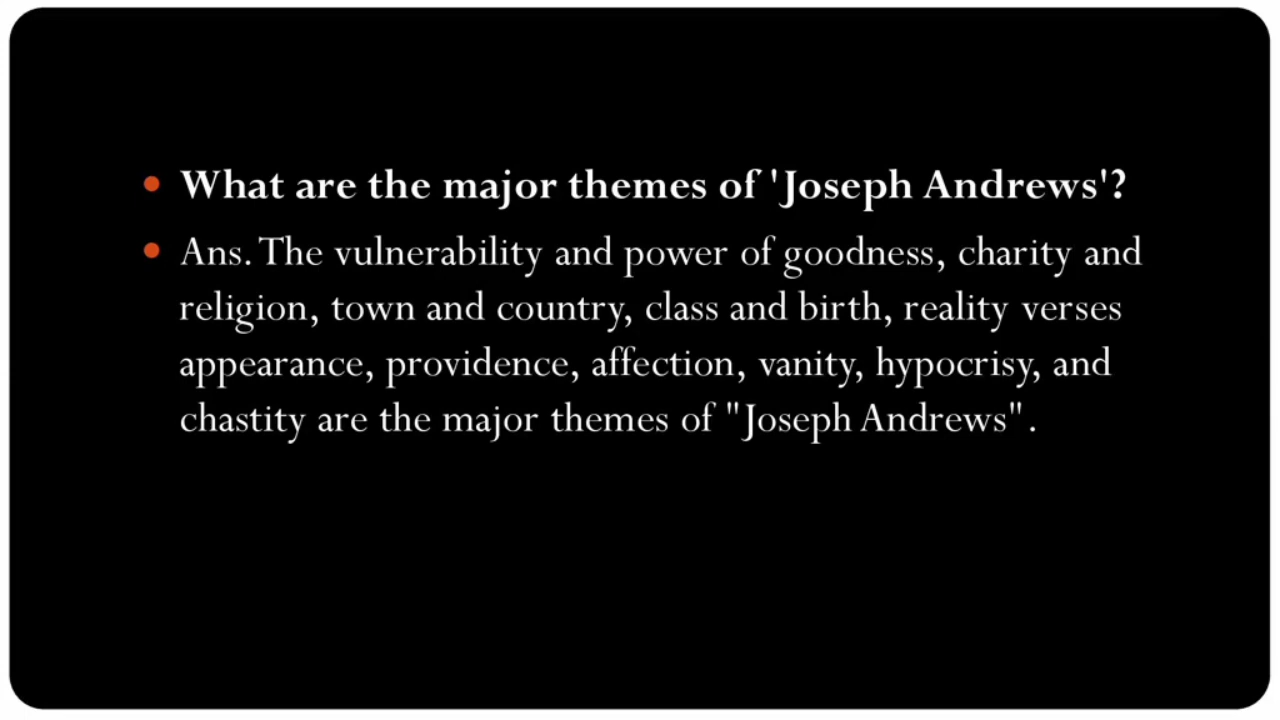 • What are the major themes of 'Joseph Andrews'?
• Ans. The vulnerability and power of goodness, charity and
religion, town and country, class and birth, reality verses
appearance, providence, affection, vanity, hypocrisy, and
chastity are the major themes of "Joseph Andrews".